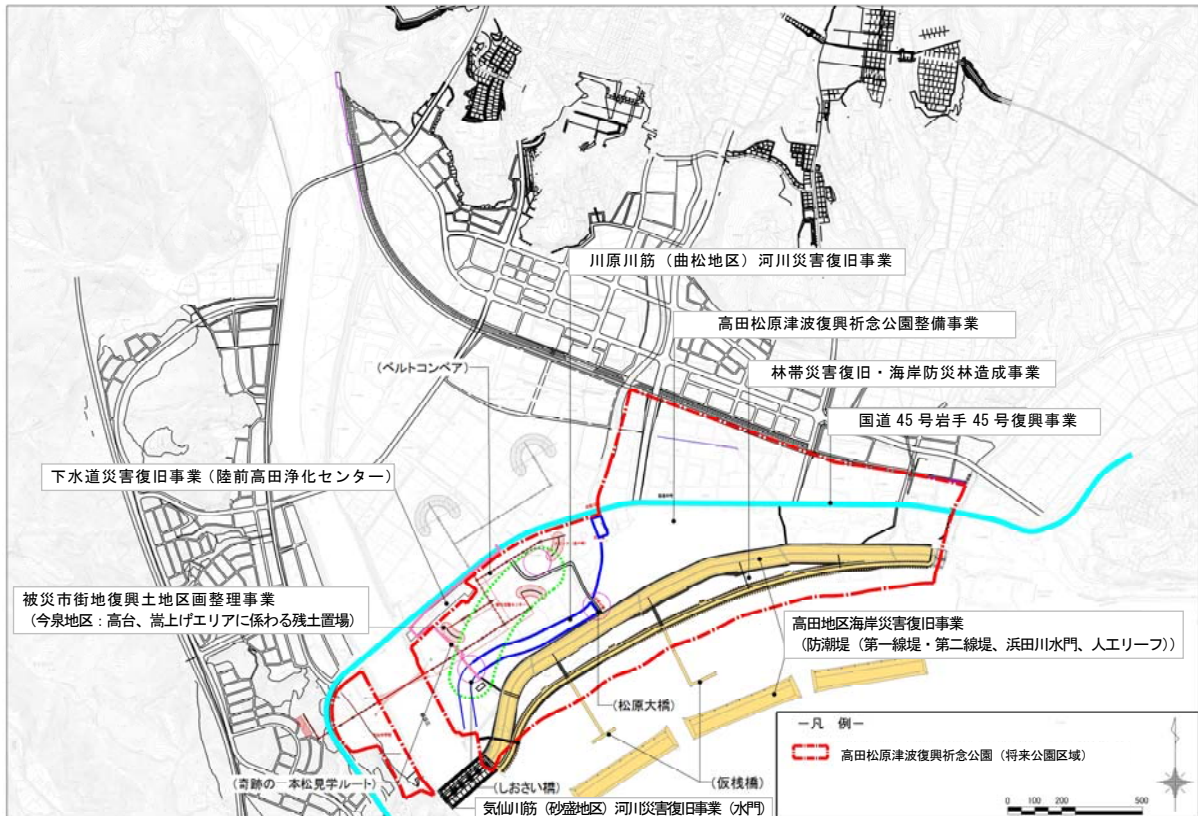 川原川筋（曲松地区）河川災害復旧事業
高田松原津波復興祈念公園整備事業
（ベルトコンベア）
林帯災害復旧・海岸防災林造成事業
国道45号岩手45号復興事業
下水道災害復旧事業（陸前高田浄化センター）
被災市街地復興土地区画整理事業
（今泉地区：高台、嵩上げエリアに係わる残土置場）
高田地区海岸災害復旧事業
（防潮堤（第一線堤・第二線堤、浜田川水門、人工リーフ））
（松原大橋）
－凡 例－
高田松原津波復興祈念公園（将来公園区域）
（奇跡の一本松見学ルート）
（しおさい橋）
（仮桟橋）
気仙川筋（砂盛地区）河川災害復旧事業（水門）
0 100 200 500